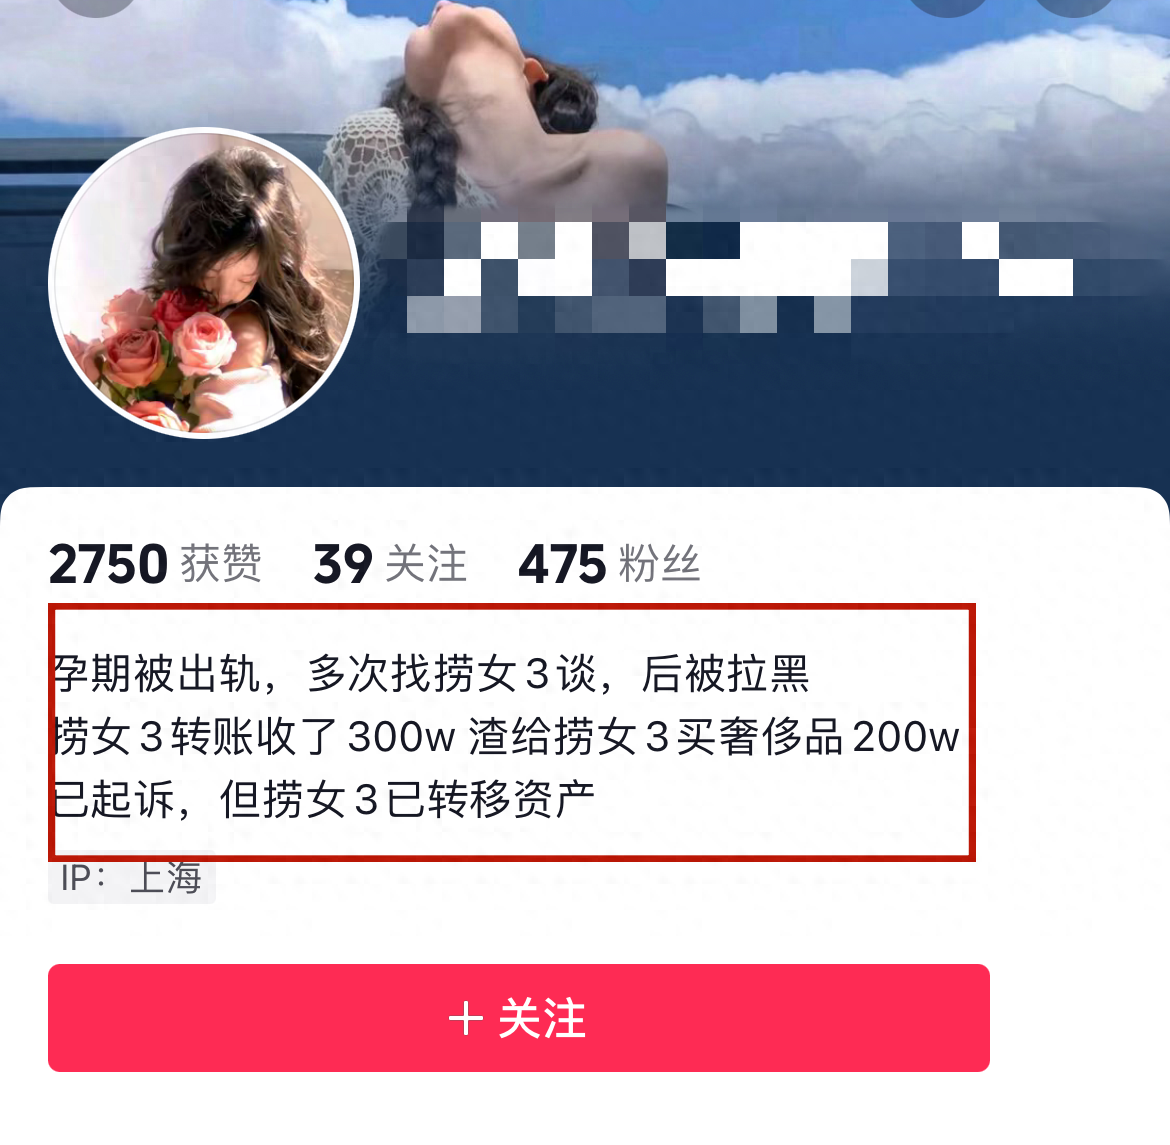 2750 获赞 39 关注 475 粉丝
孕期被出轨，多次找捞女3谈，后被拉黑
捞女3转账收了300w 渣给捞女3买奢侈品200w
已起诉，但捞女3已转移资产
IP：上海
+ 关注